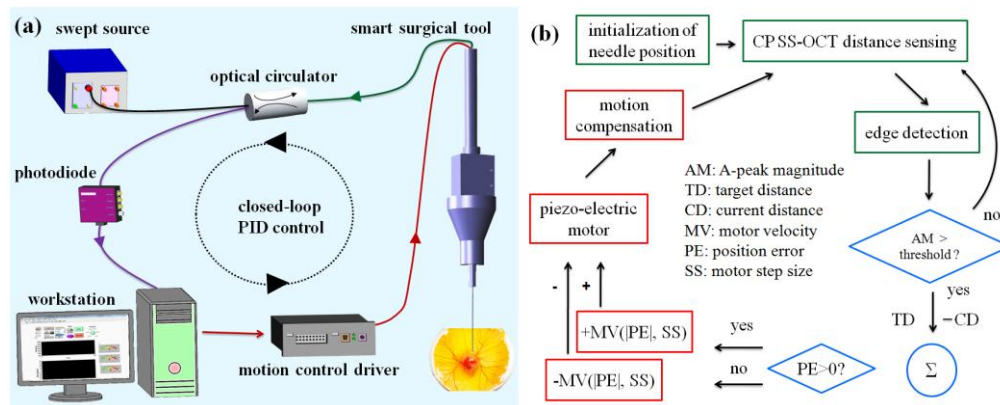 (a)
swept source
smart surgical tool
optical circulator
photodiode
closed-loop
PID control
workstation
motion control driver
(b)
initialization of
needle position
CP SS-OCT distance sensing
motion
compensation
edge detection
AM: A-peak magnitude
TD: target distance
CD: current distance
MV: motor velocity
PE: position error
SS: motor step size
piezo-electric
motor
no
AM >
threshold?
yes
TD
−CD
-
+
+MV(|PE|, SS)
-MV(|PE|, SS)
yes
no
PE>0?
Σ